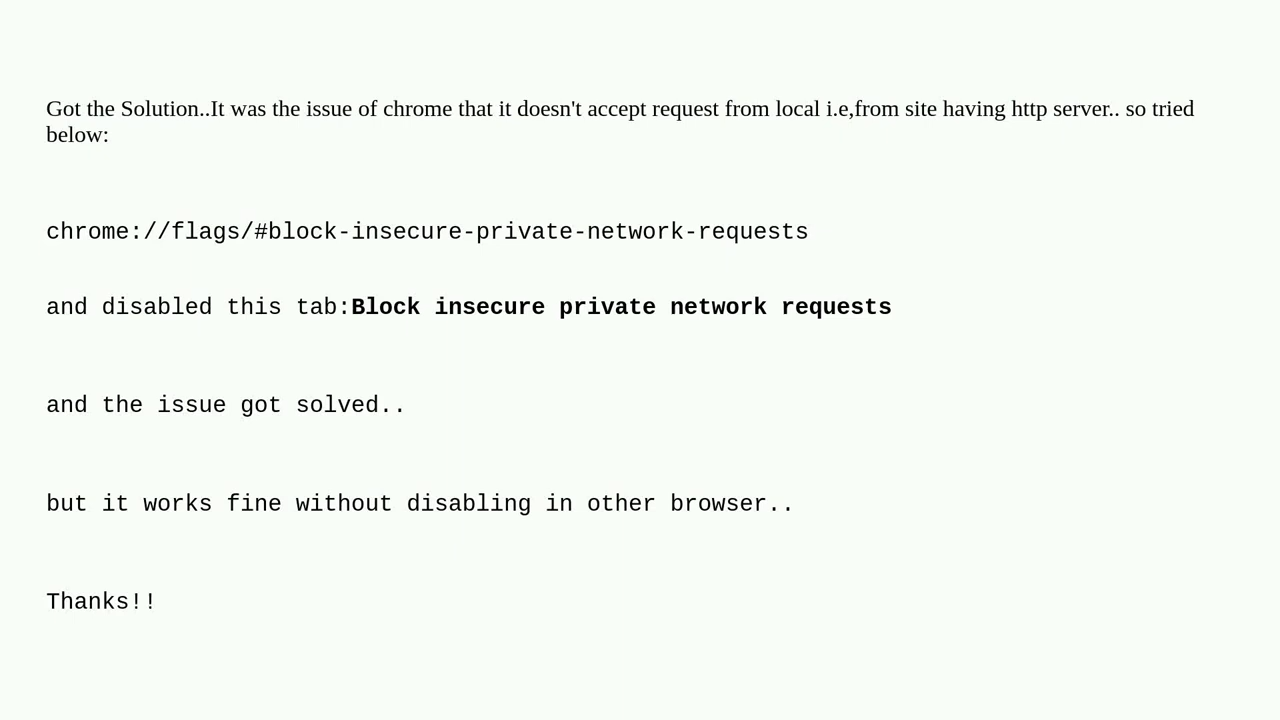 Got the Solution..It was the issue of chrome that it doesn't accept request from local i.e,from site having http server.. so tried
below:
chrome://flags/#block-insecure-private-network-requests
and disabled this tab:Block insecure private network requests
and the issue got solved..
but it works fine without disabling in other browser..
Thanks!!